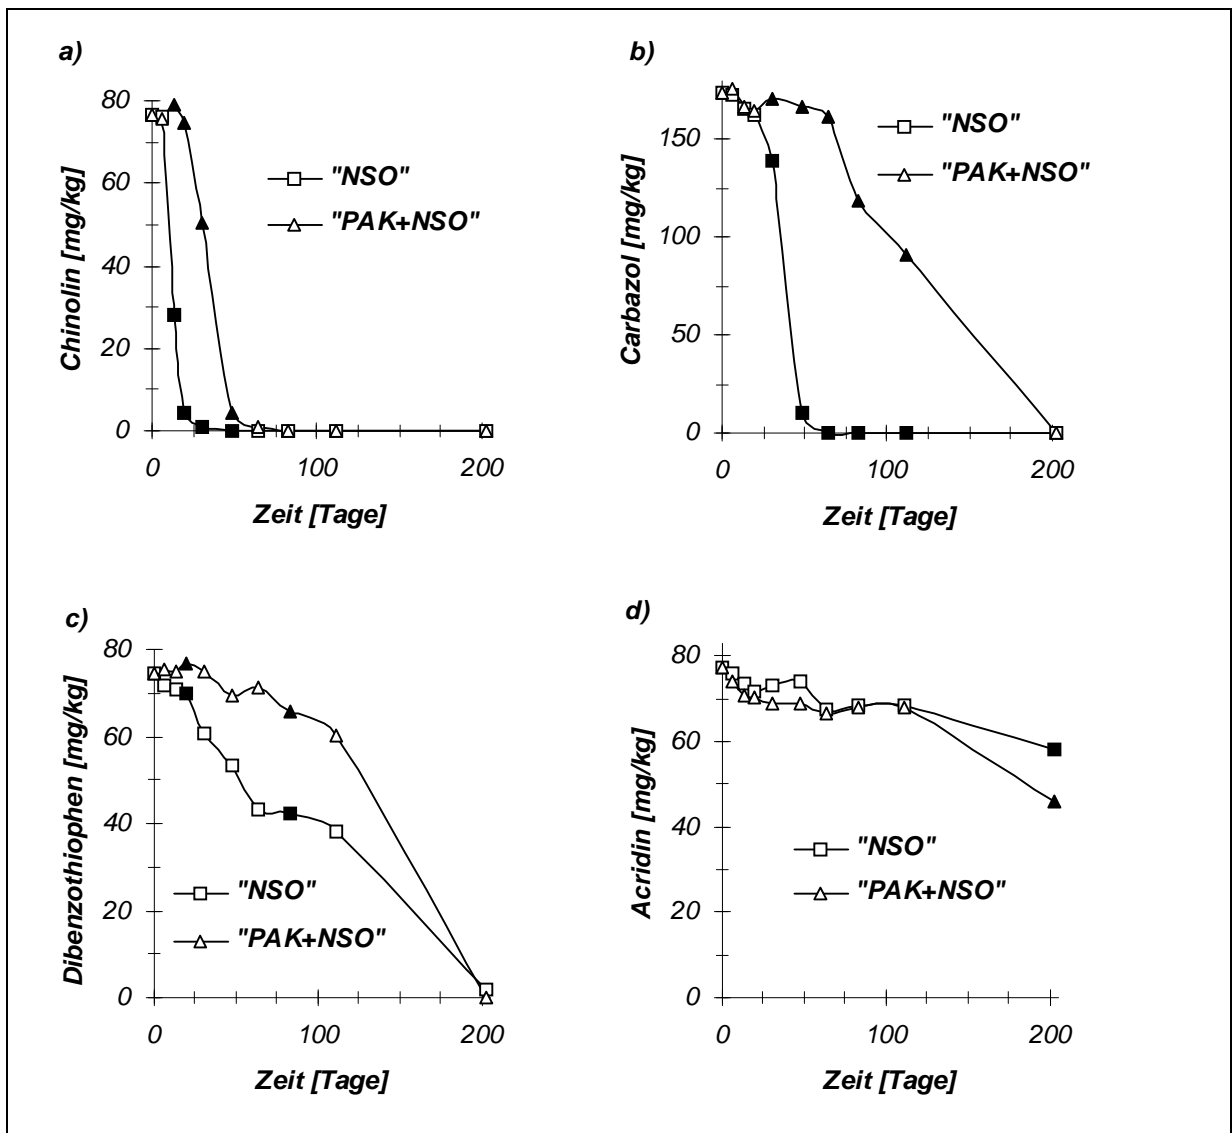 a)
Chinolin [mg/kg]
80
60
40
20
0
0 100 200
Zeit [Tage]
"NSO"
"PAK+NSO"
b)
Carbazol [mg/kg]
150
100
50
0
0 100 200
Zeit [Tage]
"NSO"
"PAK+NSO"
c)
Dibenzothiophen [mg/kg]
80
60
40
20
0
0 100 200
Zeit [Tage]
"NSO"
"PAK+NSO"
d)
Acridin [mg/kg]
80
60
40
20
0
0 100 200
Zeit [Tage]
"NSO"
"PAK+NSO"